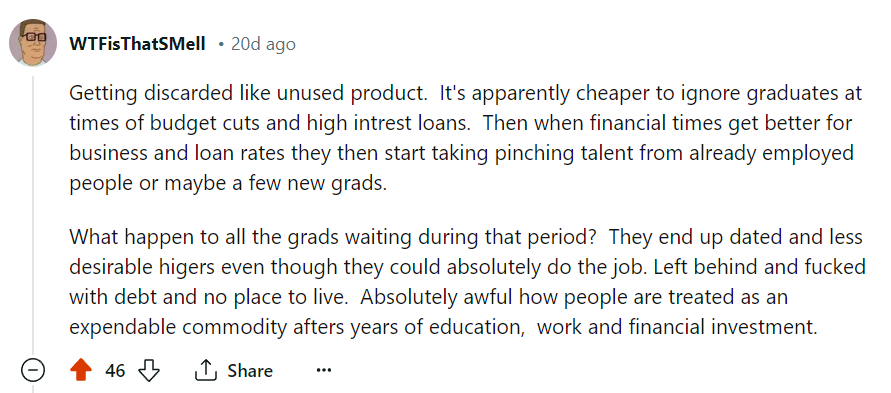 WTFisThatSMell • 20d ago
Getting discarded like unused product.  It's apparently cheaper to ignore graduates at
times of budget cuts and high intrest loans.  Then when financial times get better for
business and loan rates they then start taking pinching talent from already employed
people or maybe a few new grads.
What happen to all the grads waiting during that period?  They end up dated and less
desirable higers even though they could absolutely do the job. Left behind and fucked
with debt and no place to live.  Absolutely awful how people are treated as an
expendable commodity afters years of education,  work and financial investment.
46 Share